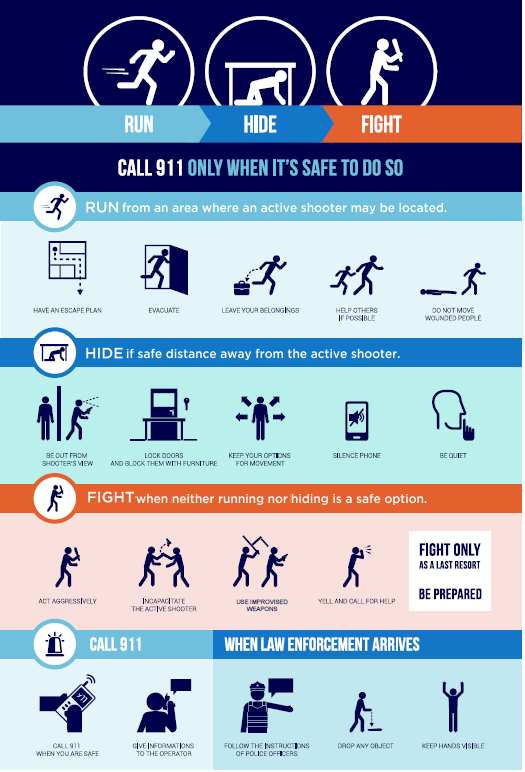 RUN
HIDE
FIGHT
CALL 911 ONLY WHEN IT'S SAFE TO DO SO
RUN from an area where an active shooter may be located.
HAVE AN ESCAPE PLAN
EVACUATE
LEAVE YOUR BELONGINGS
HELP OTHERS
IF POSSIBLE
DO NOT MOVE
WOUNDED PEOPLE
HIDE if safe distance away from the active shooter.
BE OUT FROM
SHOOTER'S VIEW
LOCK DOORS
AND BLOCK THEM WITH FURNITURE
KEEP YOUR OPTIONS
FOR MOVEMENT
SILENCE PHONE
BE QUIET
FIGHT when neither running nor hiding is a safe option.
ACT AGGRESSIVELY
INCAPACITATE
THE ACTIVE SHOOTER
USE IMPROVISED
WEAPONS
YELL AND CALL FOR HELP
FIGHT ONLY
AS A LAST RESORT
BE PREPARED
CALL 911
WHEN LAW ENFORCEMENT ARRIVES
911
CALL 911
WHEN YOU ARE SAFE
GIVE INFORMATIONS
TO THE OPERATOR
FOLLOW THE INSTRUCTIONS
OF POLICE OFFICERS
DROP ANY OBJECT
KEEP HANDS VISIBLE